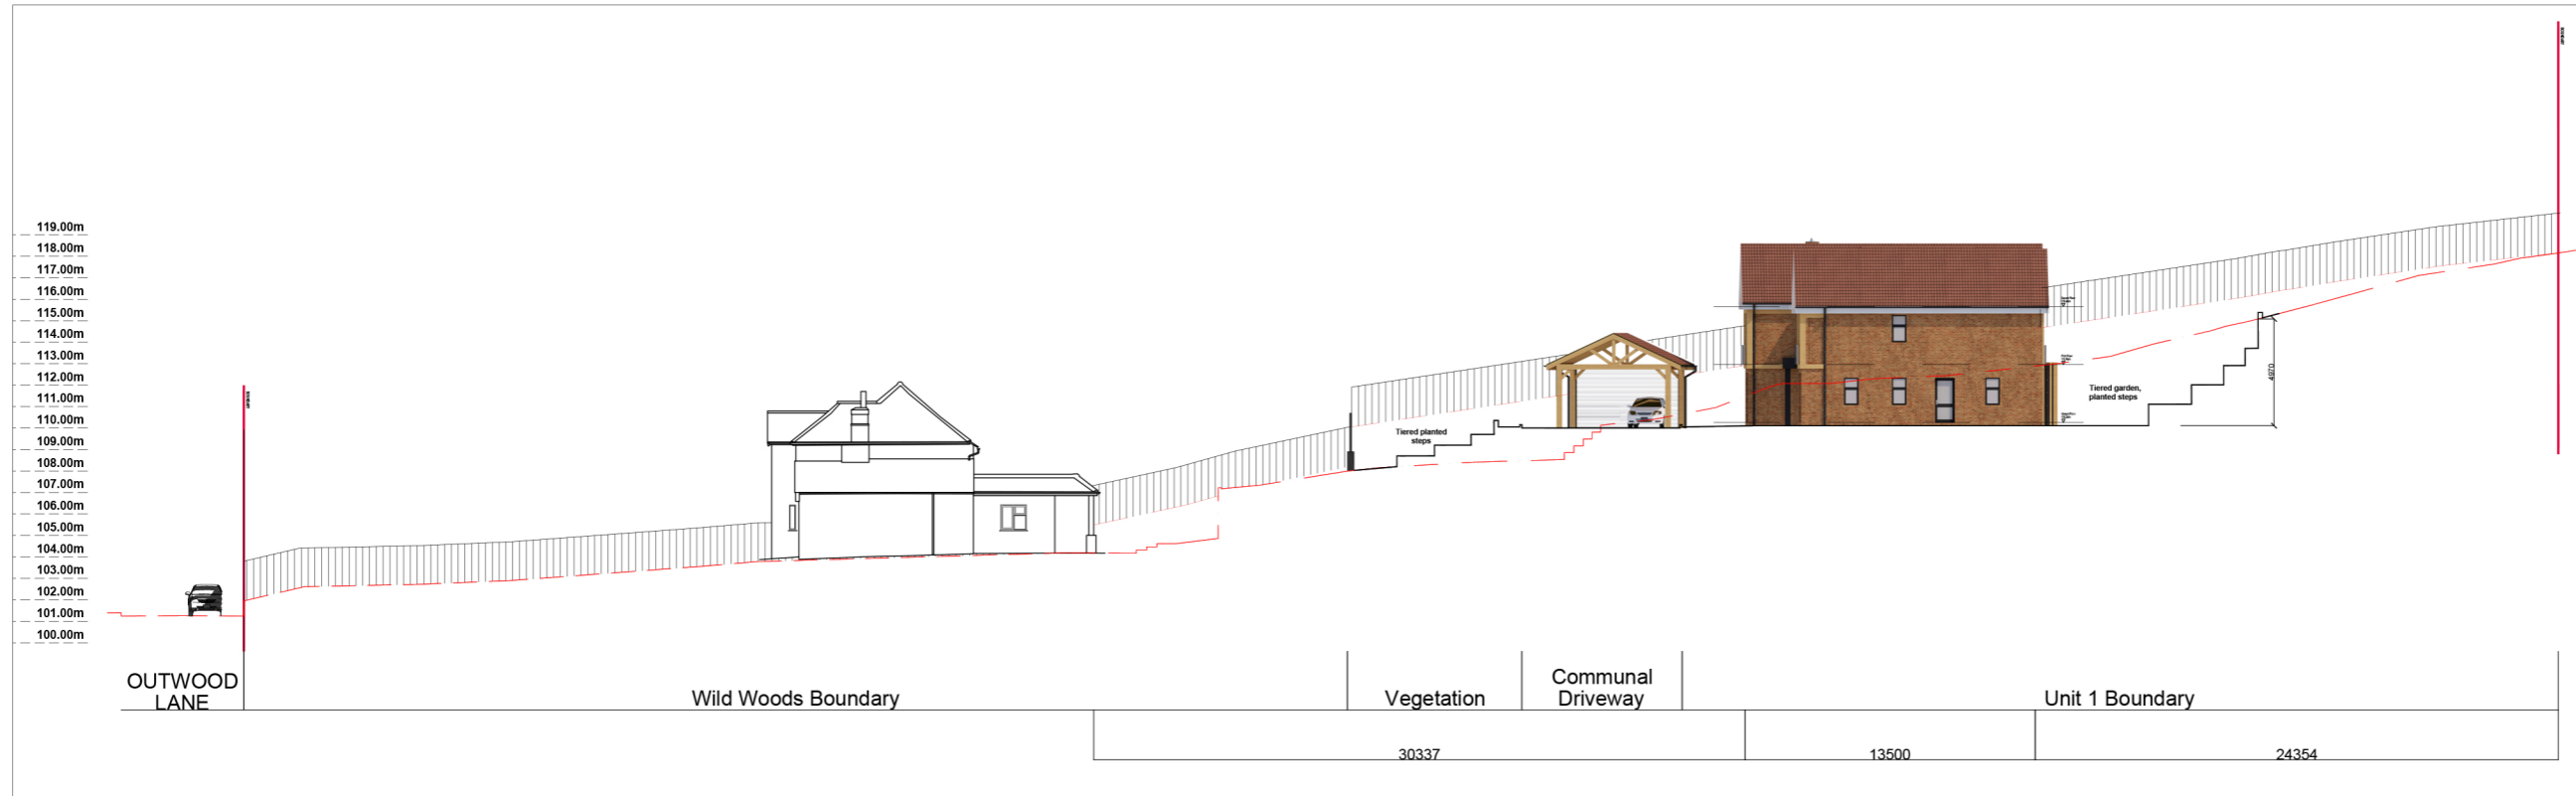 119.00m
118.00m
117.00m
116.00m
115.00m
114.00m
113.00m
112.00m
111.00m
110.00m
109.00m
108.00m
107.00m
106.00m
105.00m
104.00m
103.00m
102.00m
101.00m
100.00m
Tiered planted
steps
Tiered garden,
planted steps
4970
OUTWOOD
LANE
Wild Woods Boundary
Vegetation
Communal
Driveway
Unit 1 Boundary
30337
13500
24354